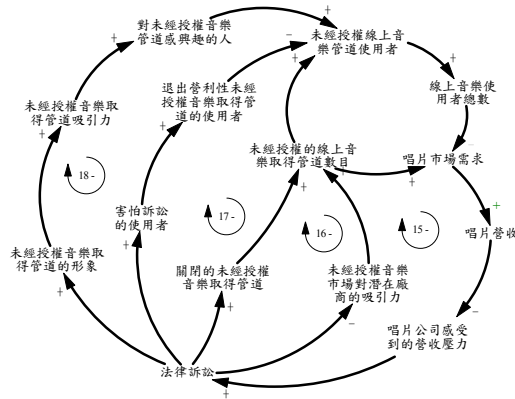 對未經授權音樂
管道感興趣的人
未經授權線上音
樂管道使用者
退出營利性未經
授權音樂取得管
道的使用者
線上音樂使
用者總數
未經授權音樂取
得管道吸引力
未經授權的線上音
樂取得管道數目
唱片市場需求
18 -
17 -
16 -
15 -
害怕訴訟
的使用者
唱片營收
未經授權音樂取
得管道的形象
關閉的未經授權
音樂取得管道
未經授權音樂
市場對潛在廠
商的吸引力
唱片公司感受
到的營收壓力
法律訴訟